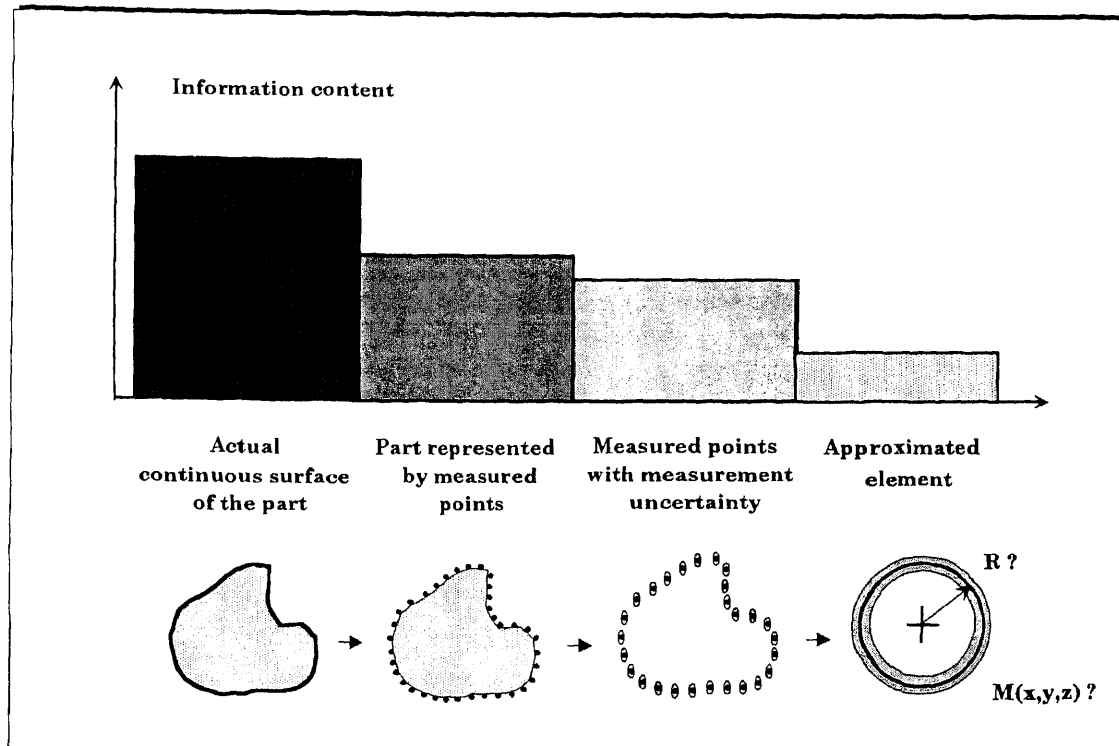 Information content
Actual
continuous surface
of the part
Part represented
by measured
points
Measured points
with measurement
uncertainty
Approximated
element
R ?
M(x,y,z) ?